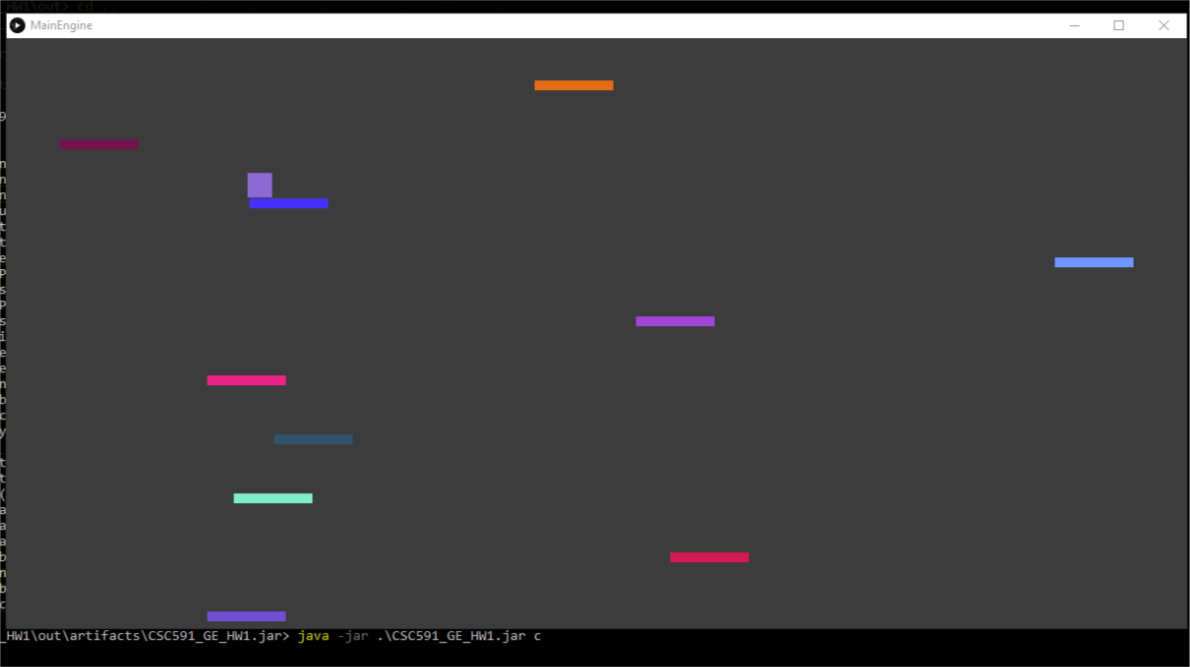 HW1\out> cd ..
MainEngine
9
n
n
n
u
t
t
e
P
s
P
s
i
e
e
n
b
c
y
t
t
(
a
a
a
b
n
b
c
_HW1\out\artifacts\CSC591_GE_HW1.jar> java -jar .\CSC591_GE_HW1.jar c